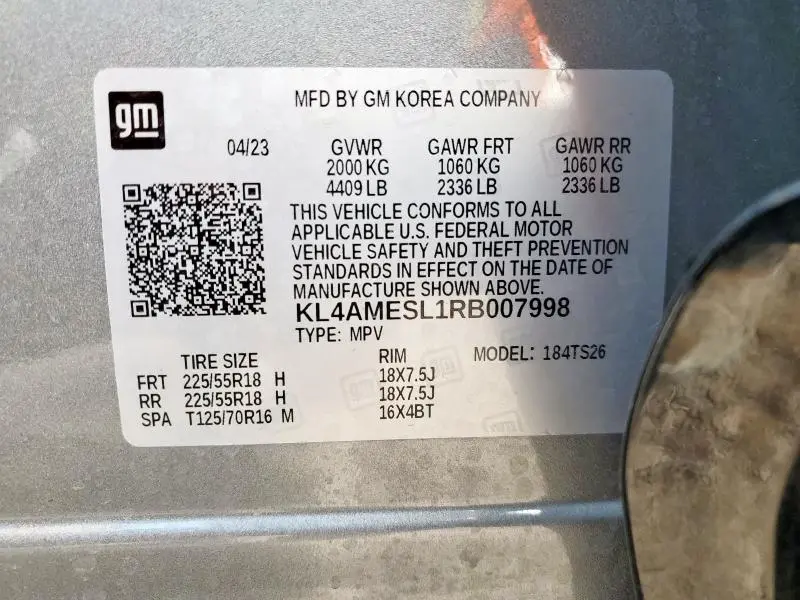 gm
MFD BY GM KOREA COMPANY
04/23 GVWR GAWR FRT GAWR RR
2000 KG 1060 KG 1060 KG
4409 LB 2336 LB 2336 LB
THIS VEHICLE CONFORMS TO ALL
APPLICABLE U.S. FEDERAL MOTOR
VEHICLE SAFETY AND THEFT PREVENTION
STANDARDS IN EFFECT ON THE DATE OF
MANUFACTURE SHOWN ABOVE.
KL4AMESL1RB007998
TYPE: MPV
TIRE SIZE RIM MODEL: 184TS26
FRT 225/55R18 H 18X7.5J
RR 225/55R18 H 18X7.5J
SPA T125/70R16 M 16X4BT